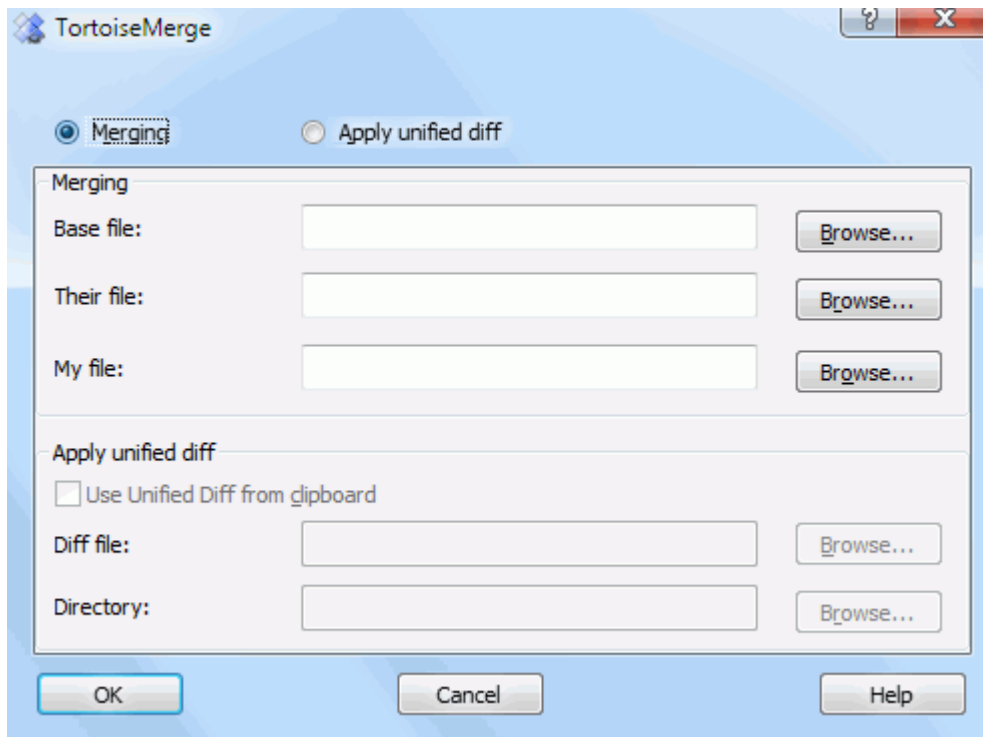 TortoiseMerge
Merging Apply unified diff
Merging
Base file: Browse...
Their file: Browse...
My file: Browse...
Apply unified diff
Use Unified Diff from clipboard
Diff file: Browse...
Directory: Browse...
OK Cancel Help